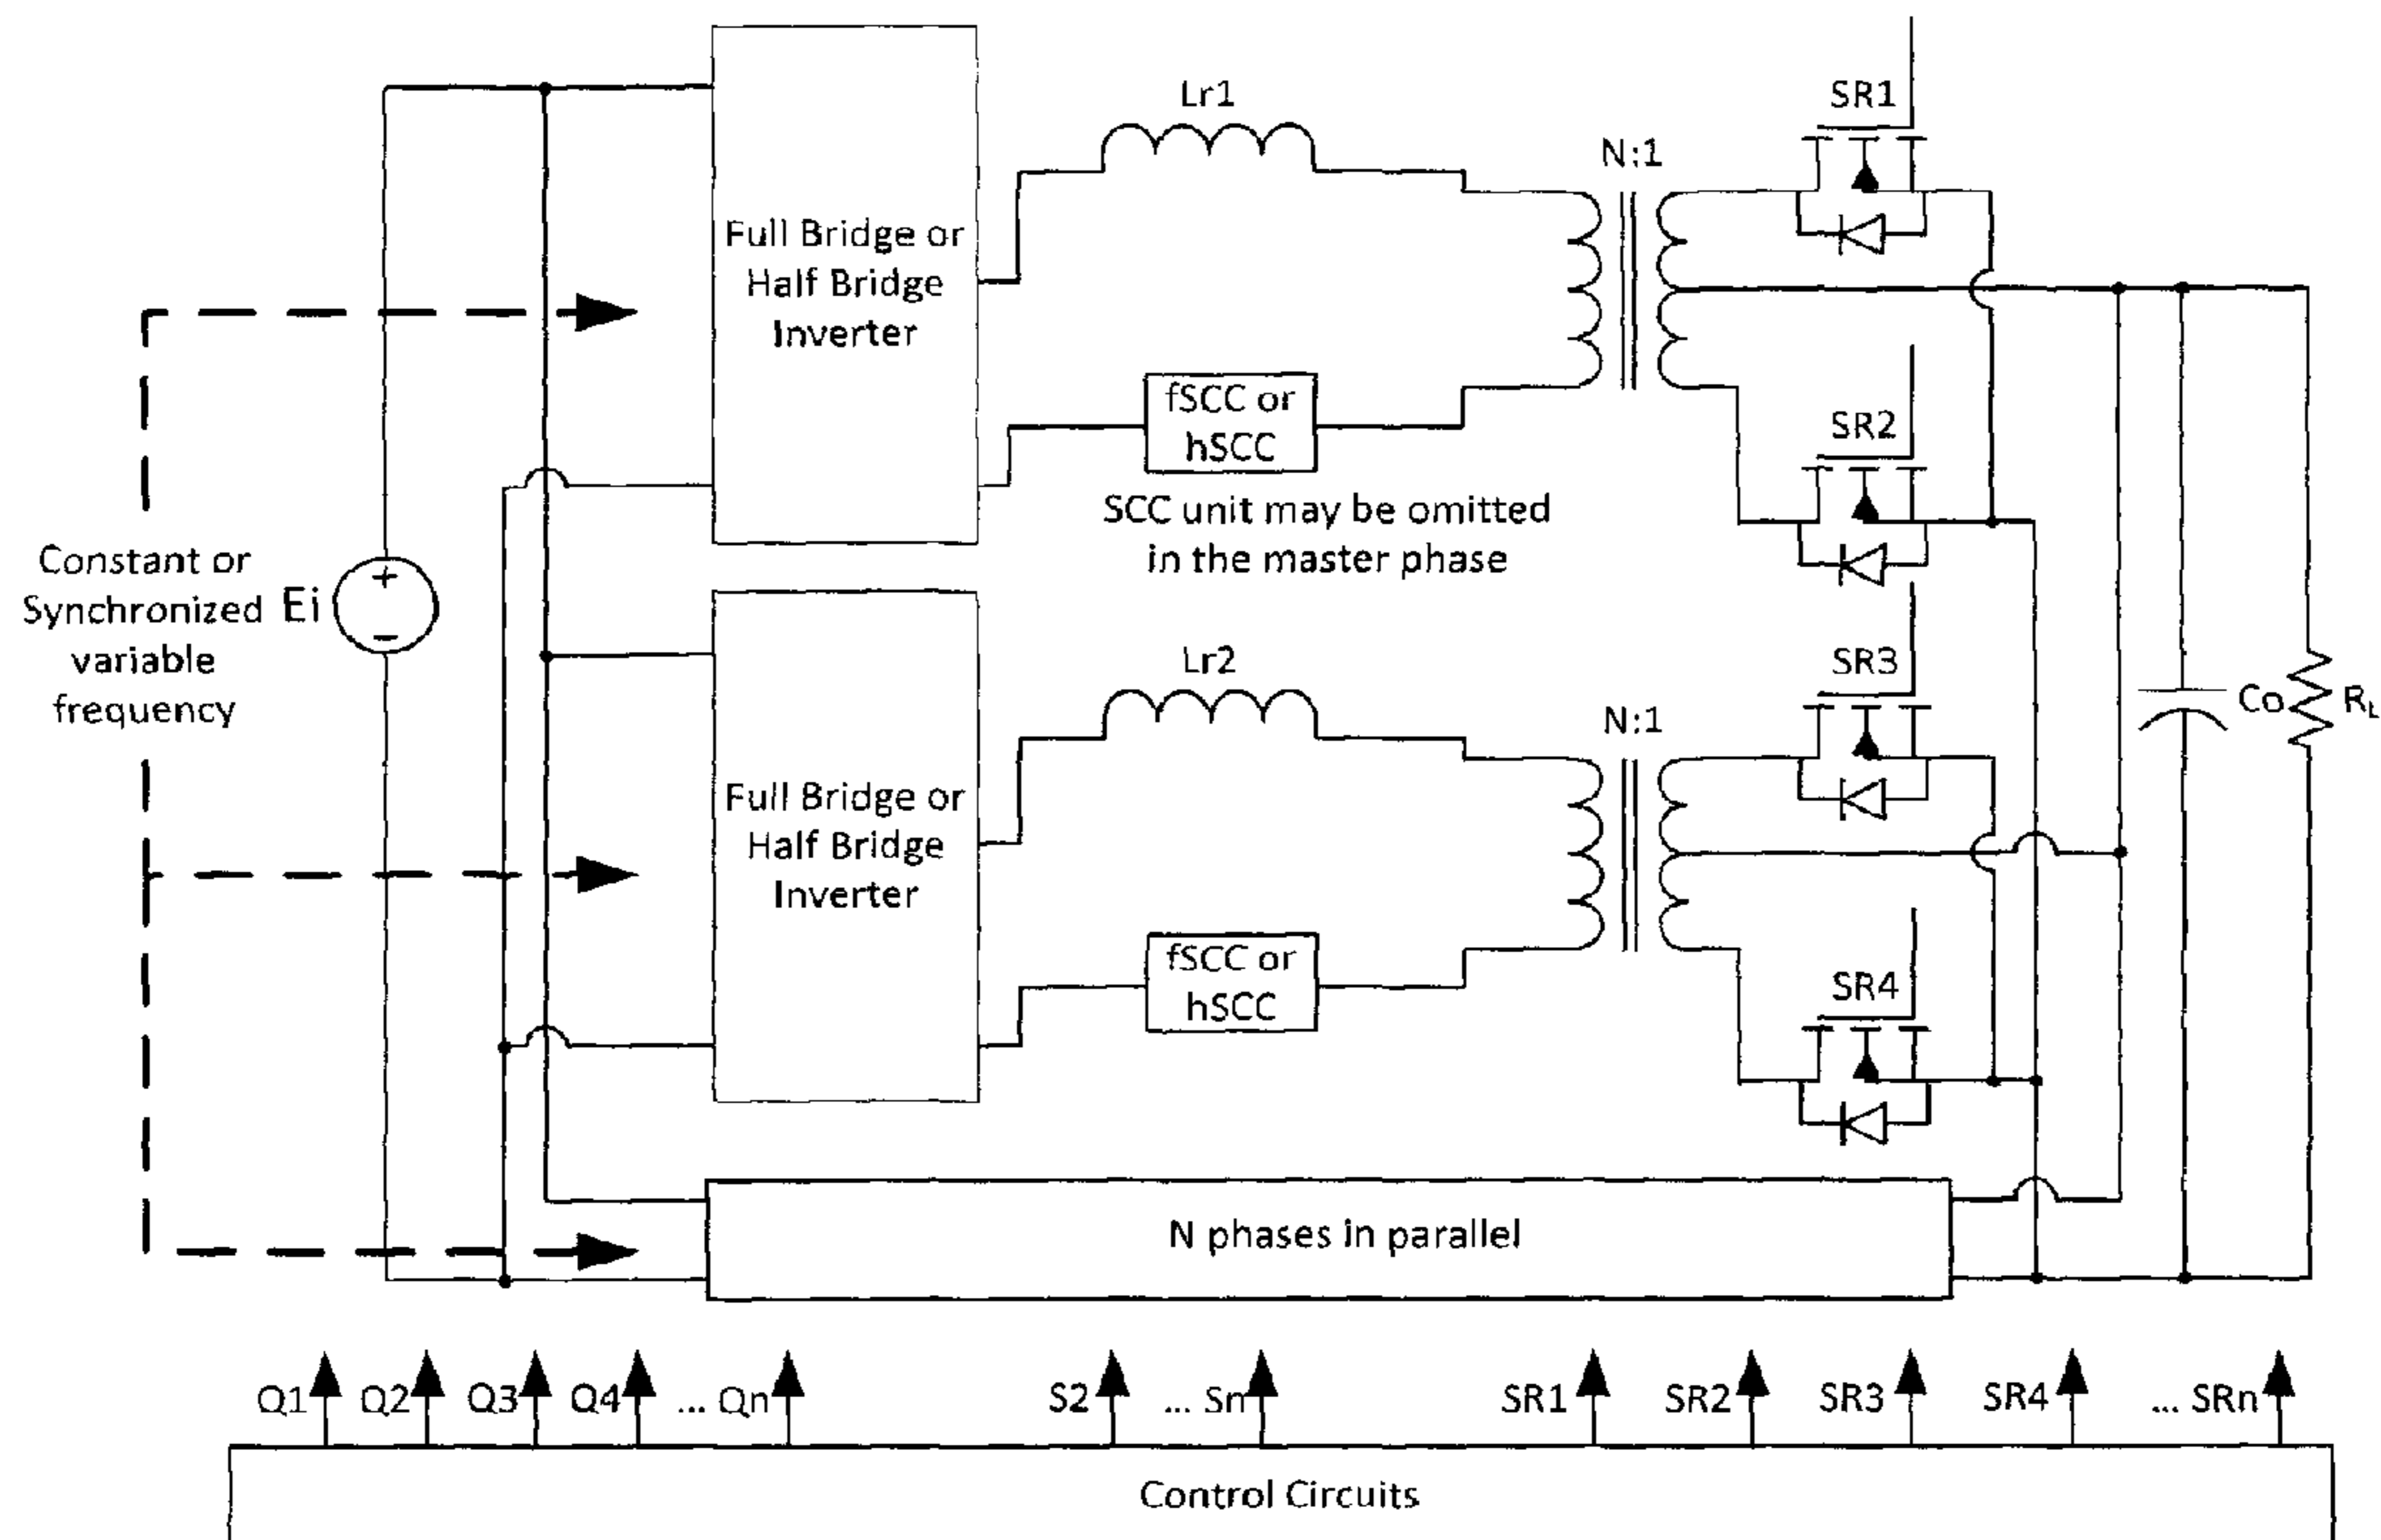 Full Bridge or
Half Bridge
Inverter
Lr1
N:1
SR1
fSCC or
hSCC
SCC unit may be omitted
in the master phase
SR2
Constant or
Synchronized
variable
frequency
Ei
+
−
Full Bridge or
Half Bridge
Inverter
Lr2
N:1
SR3
fSCC or
hSCC
SR4
Co
RL
N phases in parallel
Q1 Q2 Q3 Q4 ... Qn S2 ... Sm SR1 SR2 SR3 SR4 ... SRn
Control Circuits